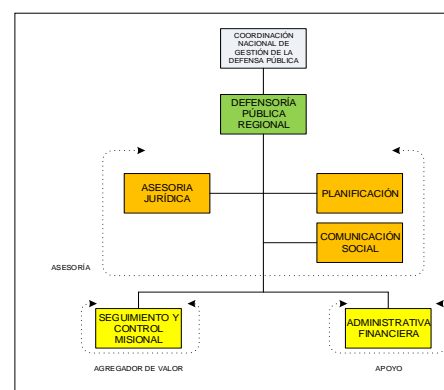 COORDINACIÓN
NACIONAL DE
GESTIÓN DE LA
DEFENSA PÚBLICA
DEFENSORÍA
PÚBLICA
REGIONAL
ASESORIA
JURÍDICA
PLANIFICACIÓN
COMUNICACIÓN
SOCIAL
ASESORÍA
SEGUIMIENTO Y
CONTROL
MISIONAL
ADMINISTRATIVA
FINANCIERA
AGREGADOR DE VALOR
APOYO